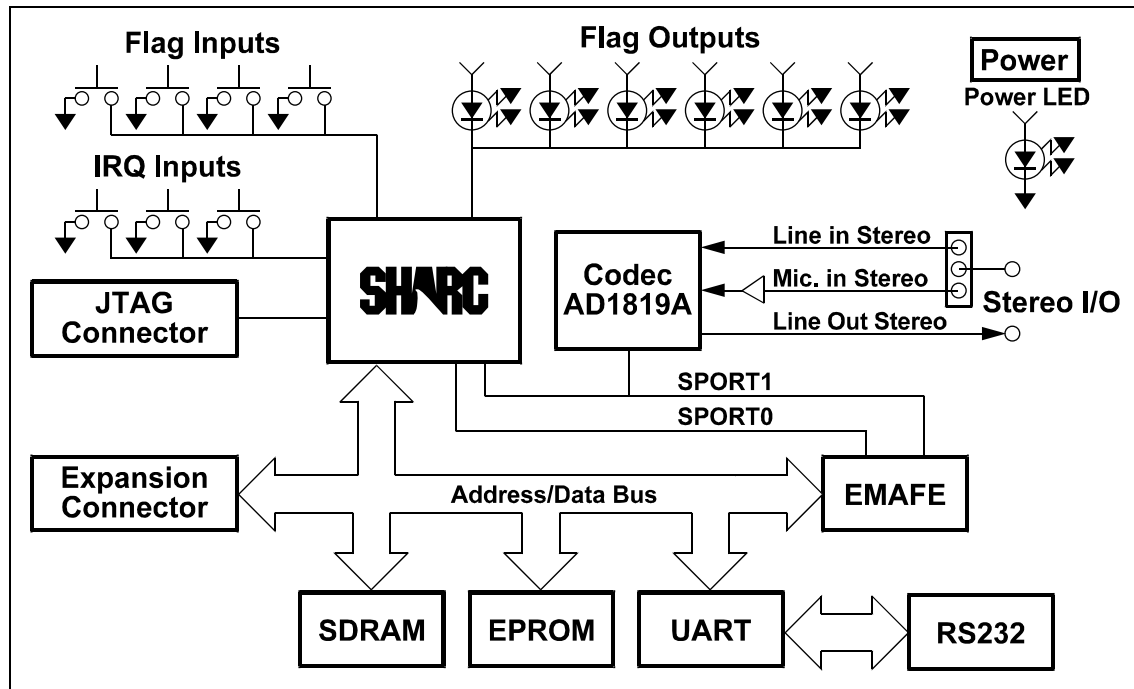 Flag Inputs
Flag Outputs
Power
Power LED
IRQ Inputs
SHARC
Codec
AD1819A
Line in Stereo
Mic. in Stereo
Line Out Stereo
Stereo I/O
JTAG
Connector
SPORT1
SPORT0
Expansion
Connector
Address/Data Bus
EMAFE
SDRAM
EPROM
UART
RS232